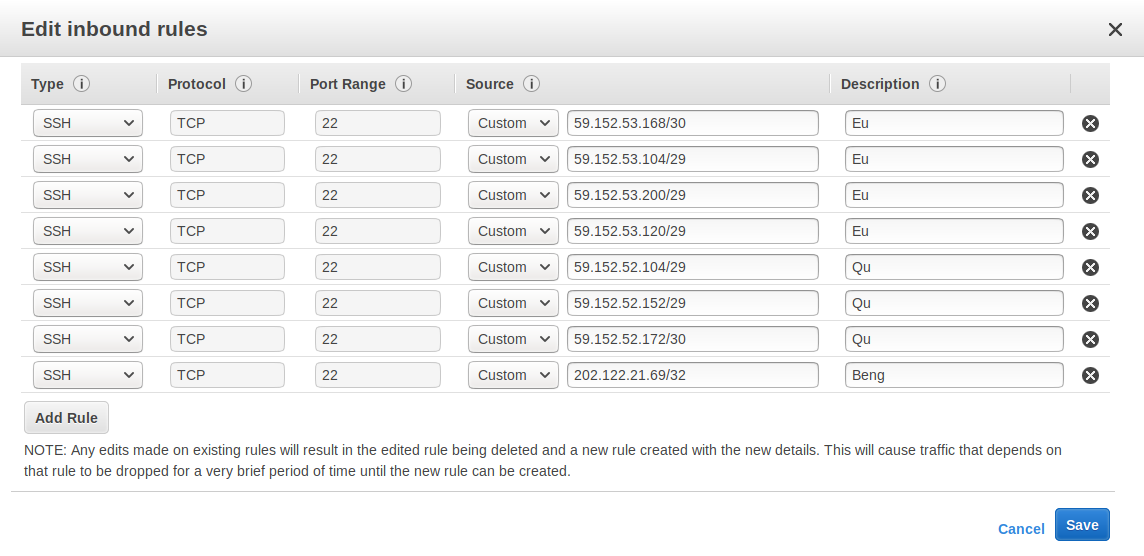 Edit inbound rules
Type Protocol Port Range Source Description
SSH TCP 22 Custom 59.152.53.168/30 Eu
SSH TCP 22 Custom 59.152.53.104/29 Eu
SSH TCP 22 Custom 59.152.53.200/29 Eu
SSH TCP 22 Custom 59.152.53.120/29 Eu
SSH TCP 22 Custom 59.152.52.104/29 Qu
SSH TCP 22 Custom 59.152.52.152/29 Qu
SSH TCP 22 Custom 59.152.52.172/30 Qu
SSH TCP 22 Custom 202.122.21.69/32 Beng
Add Rule
NOTE: Any edits made on existing rules will result in the edited rule being deleted and a new rule created with the new details. This will cause traffic that depends on
that rule to be dropped for a very brief period of time until the new rule can be created.
Cancel Save